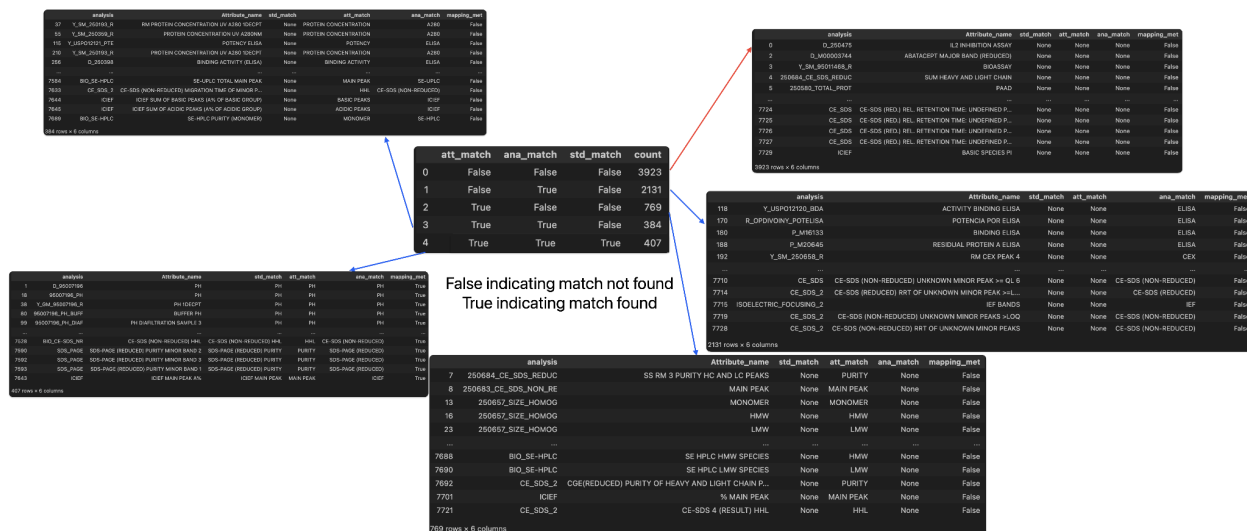 analysis Attribute_name std_match att_match ana_match mapping_met
37 Y_SM_250193_R RM PROTEIN CONCENTRATION UV A280 1DECPT None PROTEIN CONCENTRATION A280 False
55 Y_SM_250359_R PROTEIN CONCENTRATION UV A280NM None PROTEIN CONCENTRATION A280 False
115 Y_USPO12121_PTE POTENCY ELISA None POTENCY ELISA False
210 Y_SM_250193_R PROTEIN CONCENTRATION UV A280 1DECPT None PROTEIN CONCENTRATION A280 False
256 D_250398 BINDING ACTIVITY (ELISA) None BINDING ACTIVITY ELISA False
... ... ... ... ... ... ...
7584 BIO_SE-HPLC SE-UPLC TOTAL MAIN PEAK None MAIN PEAK SE-UPLC False
7633 CE_SDS_2 CE-SDS (NON-REDUCED) MIGRATION TIME OF MINOR P... None HHL CE-SDS (NON-REDUCED) False
7644 ICIEF ICIEF SUM OF BASIC PEAKS (A% OF BASIC GROUP) None BASIC PEAKS ICIEF False
7645 ICIEF ICIEF SUM OF ACIDIC PEAKS (A% OF ACIDIC GROUP) None ACIDIC PEAKS ICIEF False
7669 BIO_SE-HPLC SE-HPLC PURITY (MONOMER) None MONOMER SE-HPLC False
384 rows × 6 columns
analysis Attribute_name std_match att_match ana_match mapping_met
0 D_250475 IL2 INHIBITION ASSAY None None None False
2 D_M00003744 ABATACEPT MAJOR BAND (REDUCED) None None None False
3 Y_SM_95011468_R BIOASSAY None None None False
4 250684_CE_SDS_REDUC SUM HEAVY AND LIGHT CHAIN None None None False
5 250580_TOTAL_PROT PAAD None None None False
... ... ... ... ... ... ...
7724 CE_SDS CE-SDS (RED.) REL. RETENTION TIME: UNDEFINED P... None None None False
7725 CE_SDS CE-SDS (RED.) REL. RETENTION TIME: UNDEFINED P... None None None False
7726 CE_SDS CE-SDS (RED.) REL. RETENTION TIME: UNDEFINED P... None None None False
7727 CE_SDS CE-SDS (RED.) REL. RETENTION TIME: UNDEFINED P... None None None False
7729 ICIEF BASIC SPECIES PI None None None False
3923 rows × 6 columns
att_match ana_match std_match count
0 False False False 3923
1 False True False 2131
2 True False False 769
3 True True False 384
4 True True True 407
analysis Attribute_name std_match att_match ana_match mapping_met
118 Y_USPO12120_BDA ACTIVITY BINDING ELISA None None ELISA False
170 R_OPDIVOINY_POTELISA POTENCIA POR ELISA None None ELISA False
180 P_M16133 BINDING ELISA None None ELISA False
188 P_M20645 RESIDUAL PROTEIN A ELISA None None ELISA False
192 Y_SM_250658_R RM CEX PEAK 4 None None CEX False
... ... ... ... ... ... ...
7710 CE_SDS CE-SDS (NON-REDUCED) UNKNOWN MINOR PEAK >= QL 6 None None CE-SDS (NON-REDUCED) False
7714 CE_SDS_2 CE-SDS (REDUCED) RRT OF UNKNOWN MINOR PEAK >=L... None None CE-SDS (REDUCED) False
7715 ISOELECTRIC_FOCUSING_2 IEF BANDS None None IEF False
7719 CE_SDS_2 CE-SDS (NON-REDUCED) UNKNOWN MINOR PEAKS >LOQ None None CE-SDS (NON-REDUCED) False
7728 CE_SDS_2 CE-SDS (NON-REDUCED) RRT OF UNKNOWN MINOR PEAKS None None CE-SDS (NON-REDUCED) False
2131 rows × 6 columns
analysis Attribute_name std_match att_match ana_match mapping_met
1 D_95007196 PH PH PH PH True
18 95007196_PH PH PH PH PH True
38 Y_SM_95007196_R PH 1DECPT PH PH PH True
80 95007196_PH_BUFF BUFFER PH PH PH PH True
99 95007196_PH_DIAF PH DIAFILTRATION SAMPLE 3 PH PH PH True
... ... ... ... ... ... ...
7528 BIO_CE-SDS_NR CE-SDS (NON-REDUCED) HHL CE-SDS (NON-REDUCED) HHL HHL CE-SDS (NON-REDUCED) True
7690 SDS_PAGE SDS-PAGE (REDUCED) PURITY MINOR BAND 2 SDS-PAGE (REDUCED) PURITY PURITY SDS-PAGE (REDUCED) True
7592 SDS_PAGE SDS-PAGE (REDUCED) PURITY MINOR BAND 3 SDS-PAGE (REDUCED) PURITY PURITY SDS-PAGE (REDUCED) True
7593 SDS_PAGE SDS-PAGE (REDUCED) PURITY MINOR BAND 1 SDS-PAGE (REDUCED) PURITY PURITY SDS-PAGE (REDUCED) True
7643 ICIEF ICIEF MAIN PEAK A% ICIEF MAIN PEAK MAIN PEAK ICIEF True
407 rows × 6 columns
False indicating match not found
True indicating match found
analysis Attribute_name std_match att_match ana_match mapping_met
7 250684_CE_SDS_REDUC SS RM 3 PURITY HC AND LC PEAKS None PURITY None False
8 250683_CE_SDS_NON_RE MAIN PEAK None MAIN PEAK None False
13 250657_SIZE_HOMOG MONOMER None MONOMER None False
16 250657_SIZE_HOMOG HMW None HMW None False
23 250657_SIZE_HOMOG LMW None LMW None False
... ... ... ... ... ... ...
7688 BIO_SE-HPLC SE HPLC HMW SPECIES None HMW None False
7690 BIO_SE-HPLC SE HPLC LMW SPECIES None LMW None False
7692 CE_SDS_2 CGE(REDUCED) PURITY OF HEAVY AND LIGHT CHAIN P... None PURITY None False
7701 ICIEF % MAIN PEAK None MAIN PEAK None False
7721 CE_SDS_2 CE-SDS 4 (RESULT) HHL None HHL None False
769 rows × 6 columns